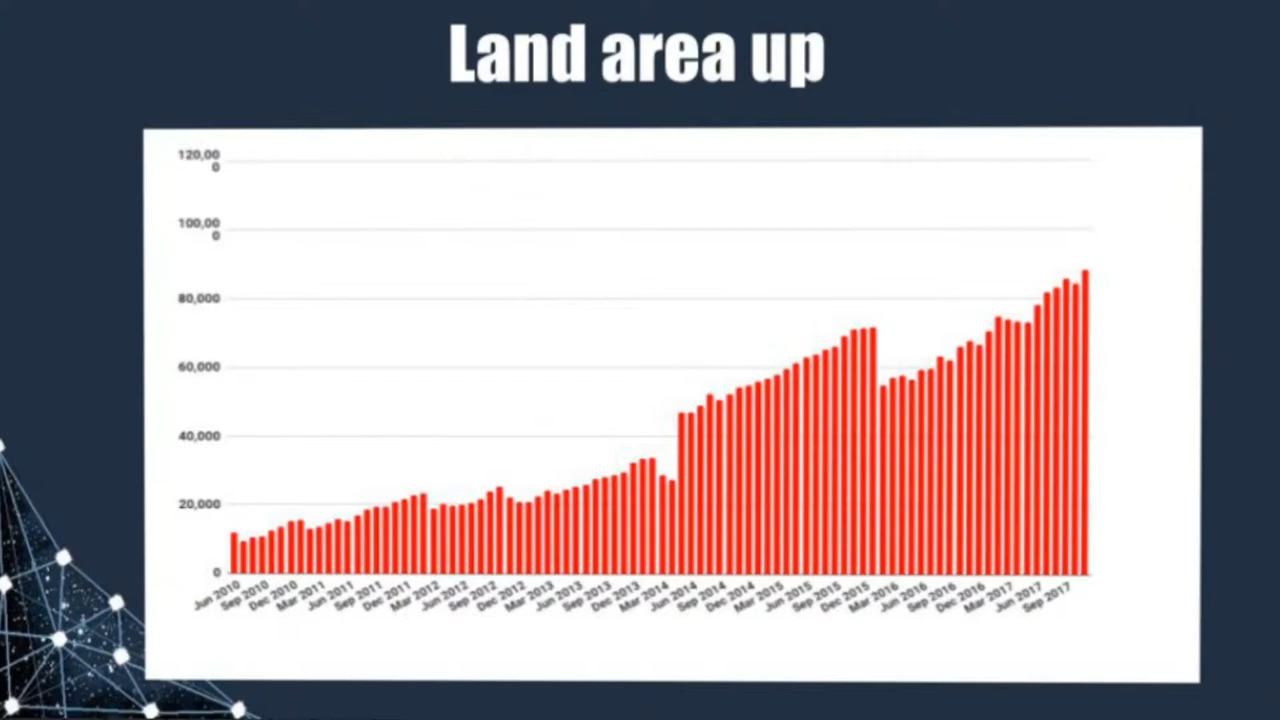 Land area up
120,00
0
100,00
0
80,000
60,000
40,000
20,000
0
Jun 2010
Sep 2010
Dec 2010
Mar 2011
Jun 2011
Sep 2011
Dec 2011
Mar 2012
Jun 2012
Sep 2012
Dec 2012
Mar 2013
Jun 2013
Sep 2013
Dec 2013
Mar 2014
Jun 2014
Sep 2014
Dec 2014
Mar 2015
Jun 2015
Sep 2015
Dec 2015
Mar 2016
Jun 2016
Sep 2016
Dec 2016
Mar 2017
Jun 2017
Sep 2017